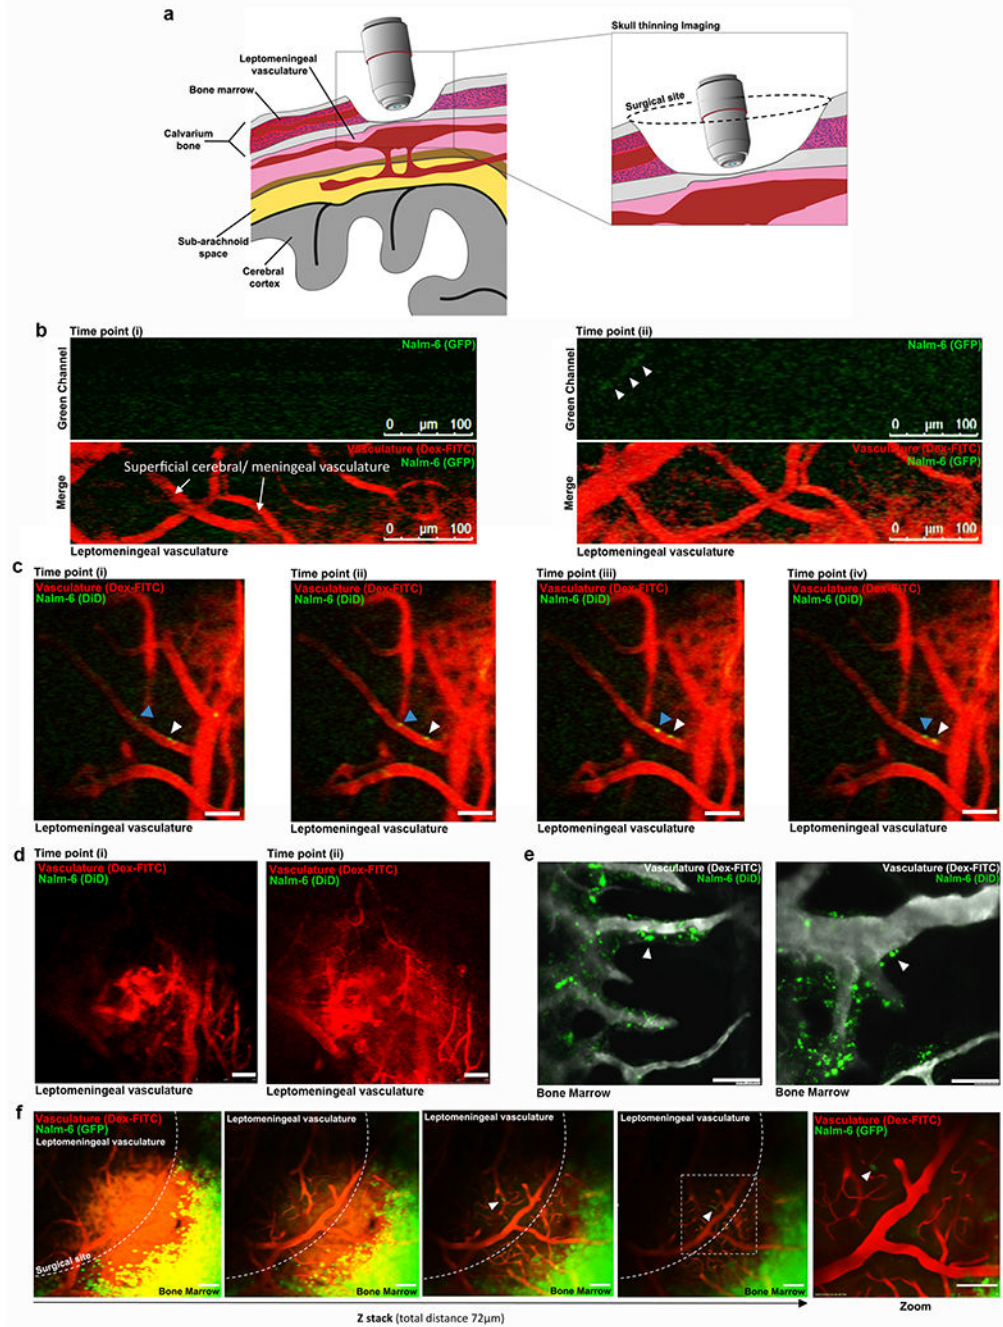 a
Skull thinning Imaging
Leptomeningeal
vasculature
Bone marrow
Calvarium
bone
Surgical site
Sub-arachnoid
space
Cerebral
cortex
b
Time point (i)
Time point (ii)
Green Channel
Nalm-6 (GFP)
0 µm 100
Nalm-6 (GFP)
0 µm 100
Merge
Vasculature (Dex-FITC)
Nalm-6 (GFP)
Superficial cerebral/ meningeal vasculature
0 µm 100
Merge
Vasculature (Dex-FITC)
Nalm-6 (GFP)
0 µm 100
Green Channel
Leptomeningeal vasculature
Leptomeningeal vasculature
c
Time point (i)
Time point (ii)
Time point (iii)
Time point (iv)
Vasculature (Dex-FITC)
Nalm-6 (DiD)
Vasculature (Dex-FITC)
Nalm-6 (DiD)
Vasculature (Dex-FITC)
Nalm-6 (DiD)
Vasculature (Dex-FITC)
Nalm-6 (DiD)
Leptomeningeal vasculature
Leptomeningeal vasculature
Leptomeningeal vasculature
Leptomeningeal vasculature
d
Time point (i)
Time point (ii)
Vasculature (Dex-FITC)
Nalm-6 (DiD)
Vasculature (Dex-FITC)
Nalm-6 (DiD)
Leptomeningeal vasculature
Leptomeningeal vasculature
e
Vasculature (Dex-FITC)
Nalm-6 (DiD)
Vasculature (Dex-FITC)
Nalm-6 (DiD)
Bone Marrow
Bone Marrow
f
Vasculature (Dex-FITC)
Nalm-6 (GFP)
Leptomeningeal vasculature
Surgical site
Bone Marrow
Leptomeningeal vasculature
Bone Marrow
Leptomeningeal vasculature
Bone Marrow
Leptomeningeal vasculature
Bone Marrow
Vasculature (Dex-FITC)
Nalm-6 (GFP)
Zoom
Z stack (total distance 72µm)